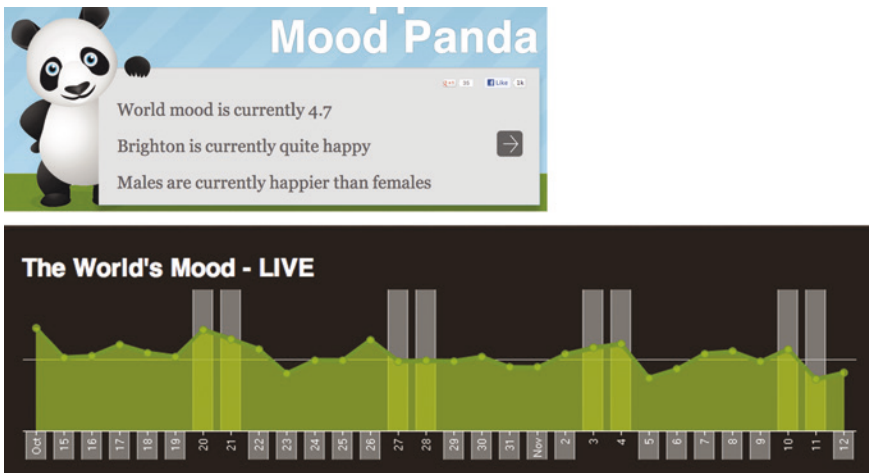 Mood Panda
Like 1k
World mood is currently 4.7
Brighton is currently quite happy
Males are currently happier than females
The World's Mood - LIVE
Oct 15 16 17 18 19 20 21 22 23 24 25 26 27 28 29 30 31 Nov 2 3 4 5 6 7 8 9 10 11 12